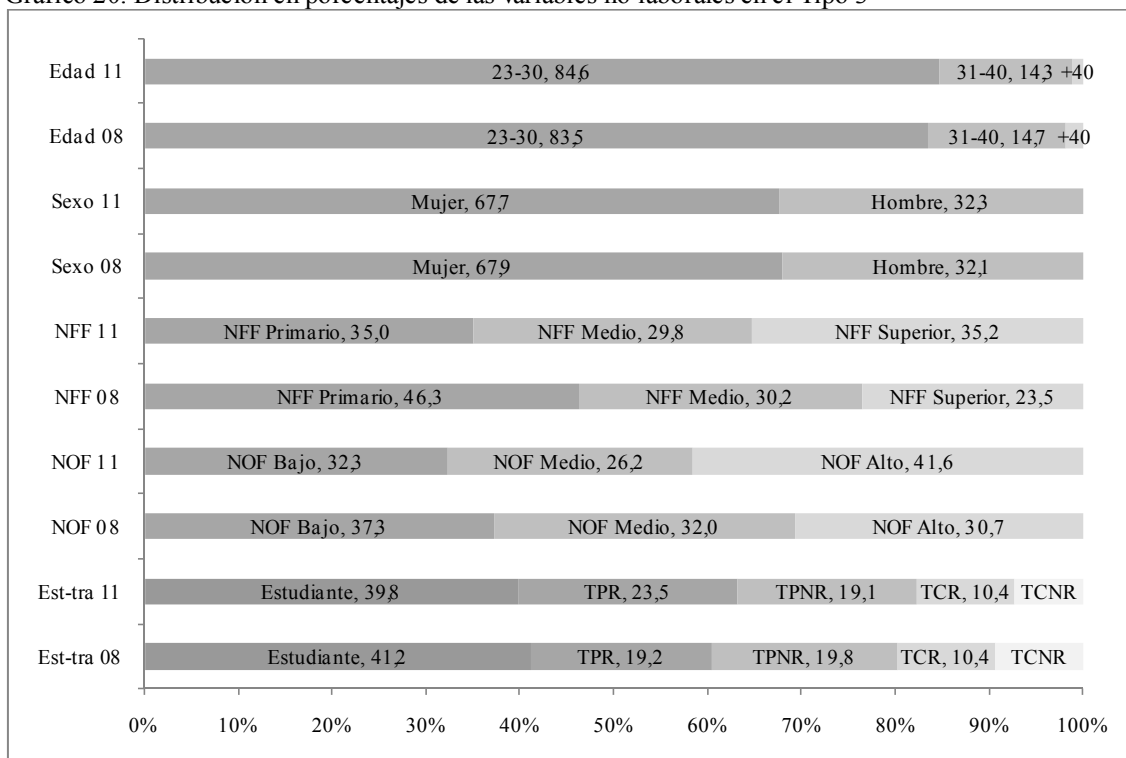 Gráfico 20: Distribución en porcentajes de las variables no laborales en el Tipo 3
Edad 11 23-30, 84,6 31-40, 14,3 +40
Edad 08 23-30, 83,5 31-40, 14,7 +40
Sexo 11 Mujer, 67,7 Hombre, 32,3
Sexo 08 Mujer, 67,9 Hombre, 32,1
NFF 11 NFF Primario, 35,0 NFF Medio, 29,8 NFF Superior, 35,2
NFF 08 NFF Primario, 46,3 NFF Medio, 30,2 NFF Superior, 23,5
NOF 11 NOF Bajo, 32,3 NOF Medio, 26,2 NOF Alto, 41,6
NOF 08 NOF Bajo, 37,3 NOF Medio, 32,0 NOF Alto, 30,7
Est-tra 11 Estudiante, 39,8 TPR, 23,5 TPNR, 19,1 TCR, 10,4 TCNR
Est-tra 08 Estudiante, 41,2 TPR, 19,2 TPNR, 19,8 TCR, 10,4 TCNR
0% 10% 20% 30% 40% 50% 60% 70% 80% 90% 100%